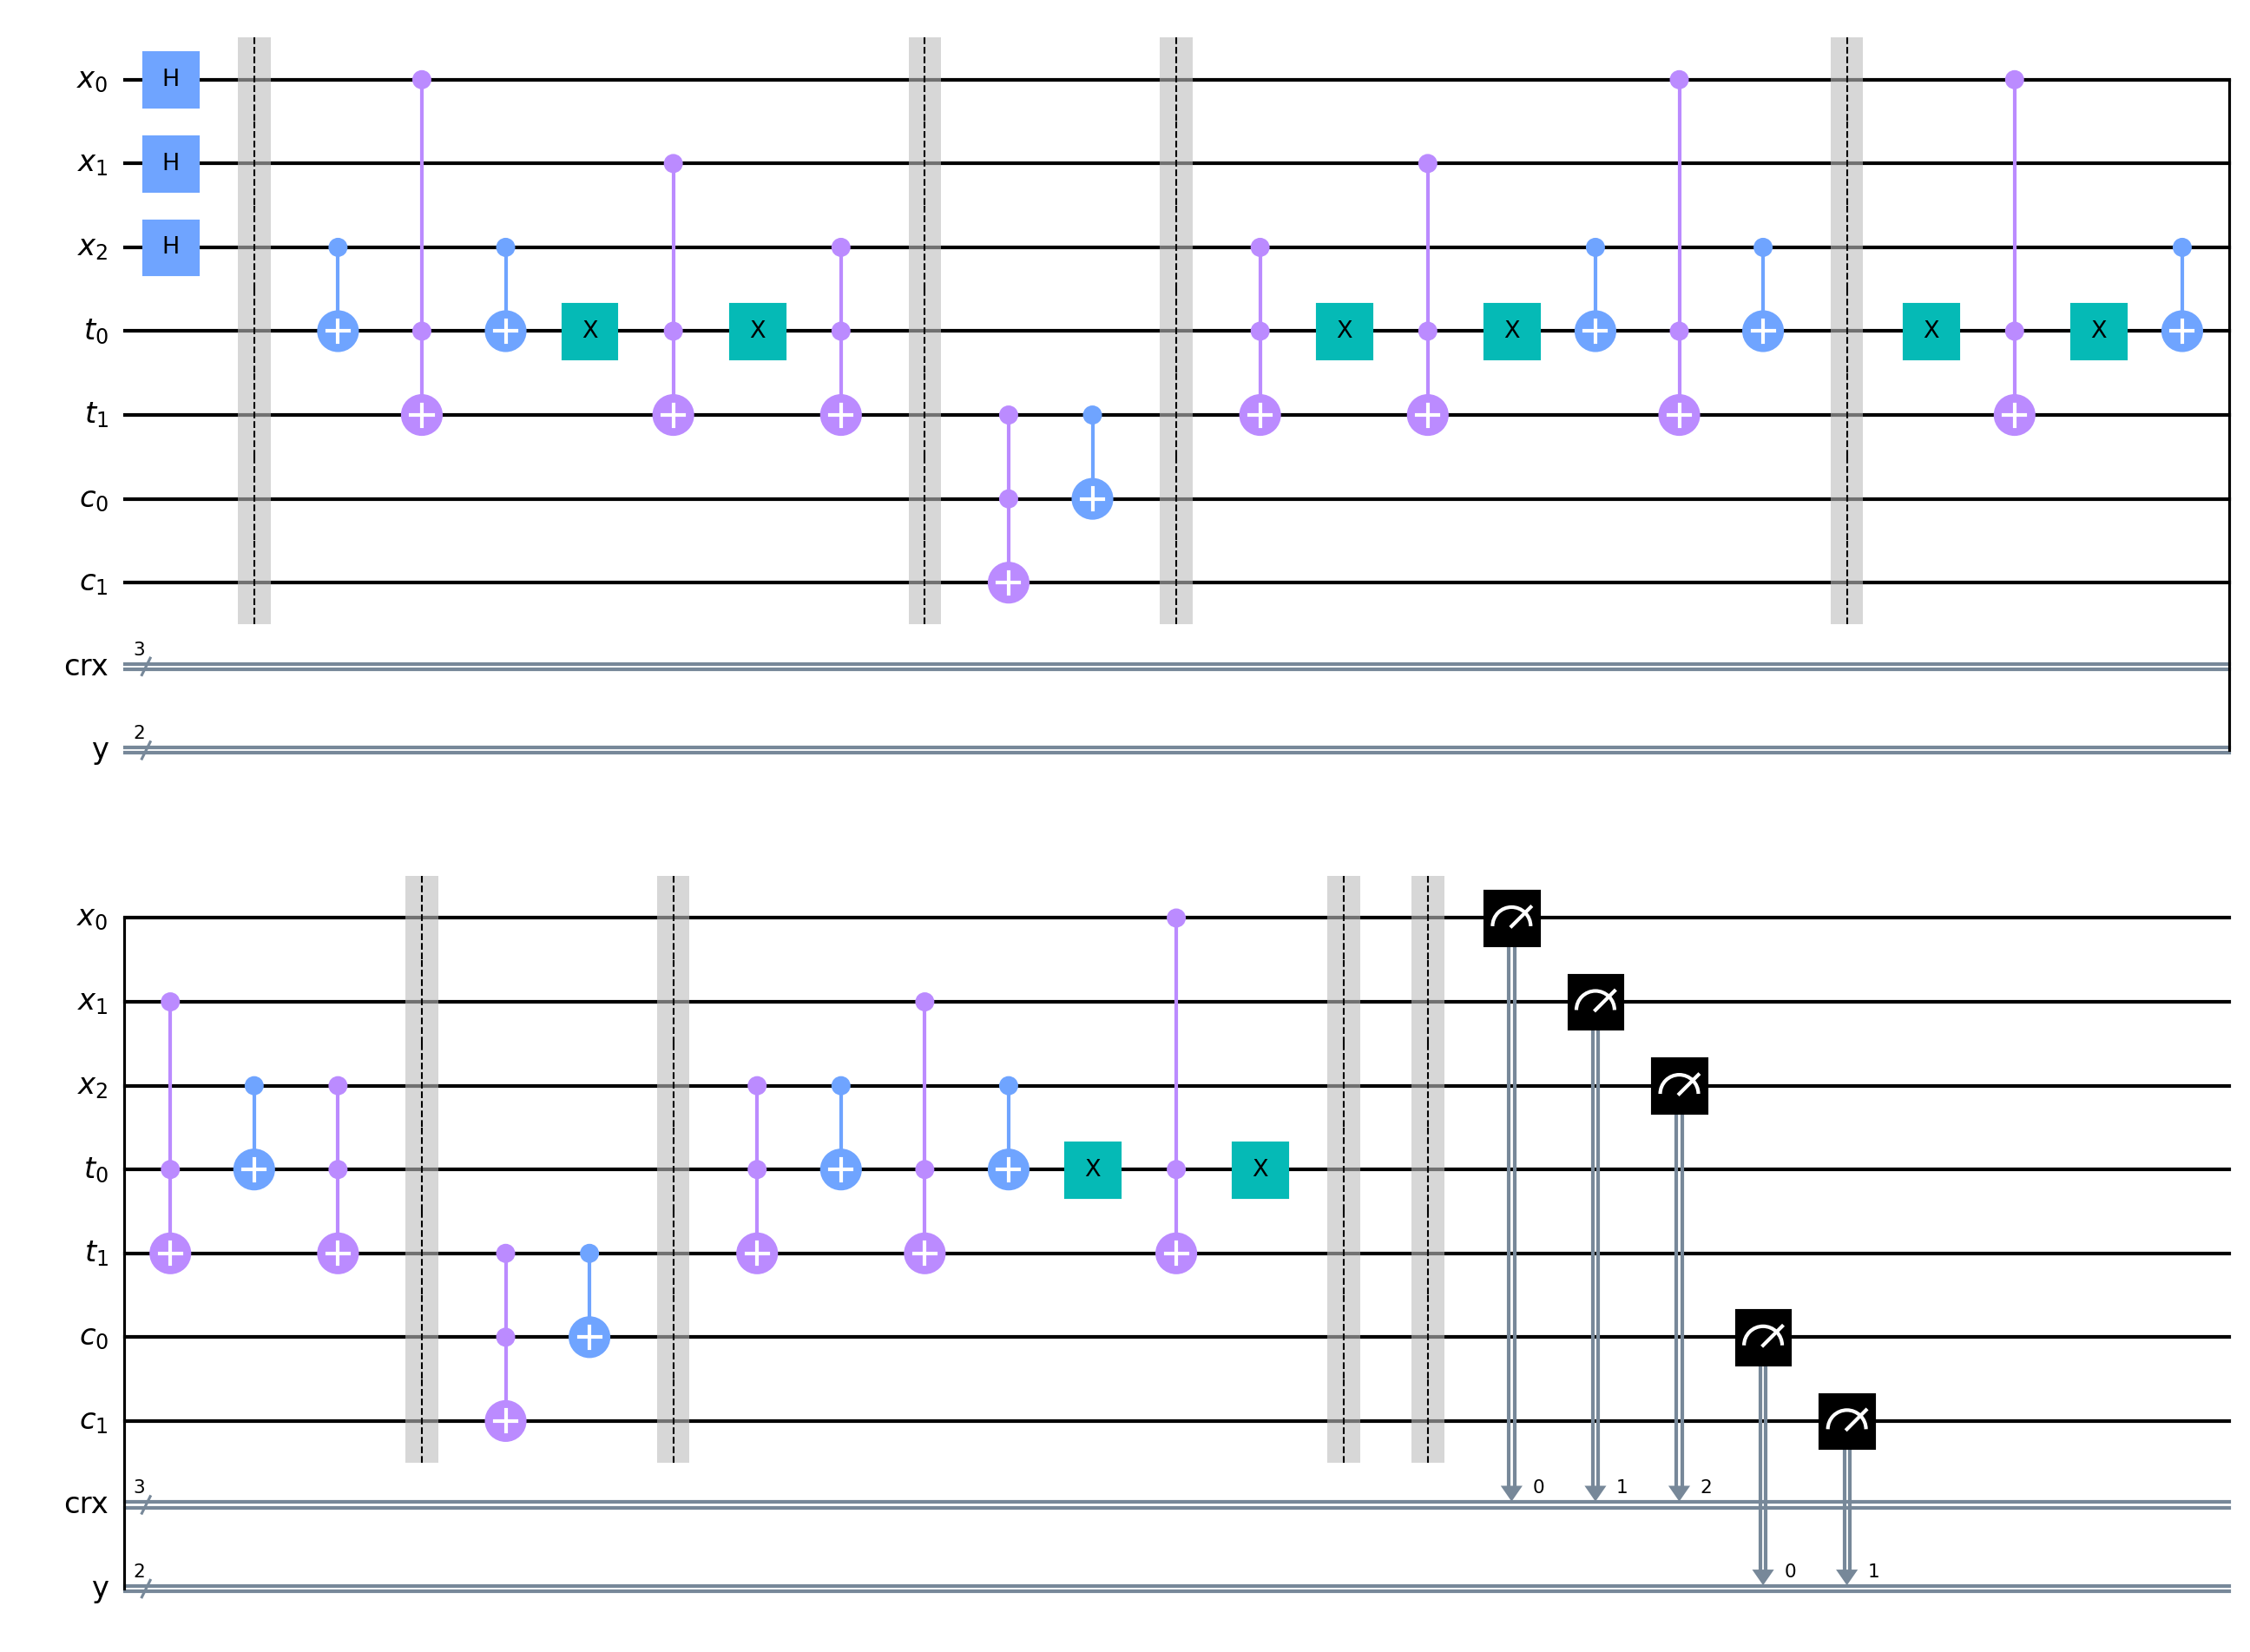 x0 H
x1 H
x2 H
t0 X X X X X X
t1
c0
c1
crx 3
y 2
x0
x1
x2
t0 X X
t1
c0
c1
crx 3 0 1 2
y 2 0 1